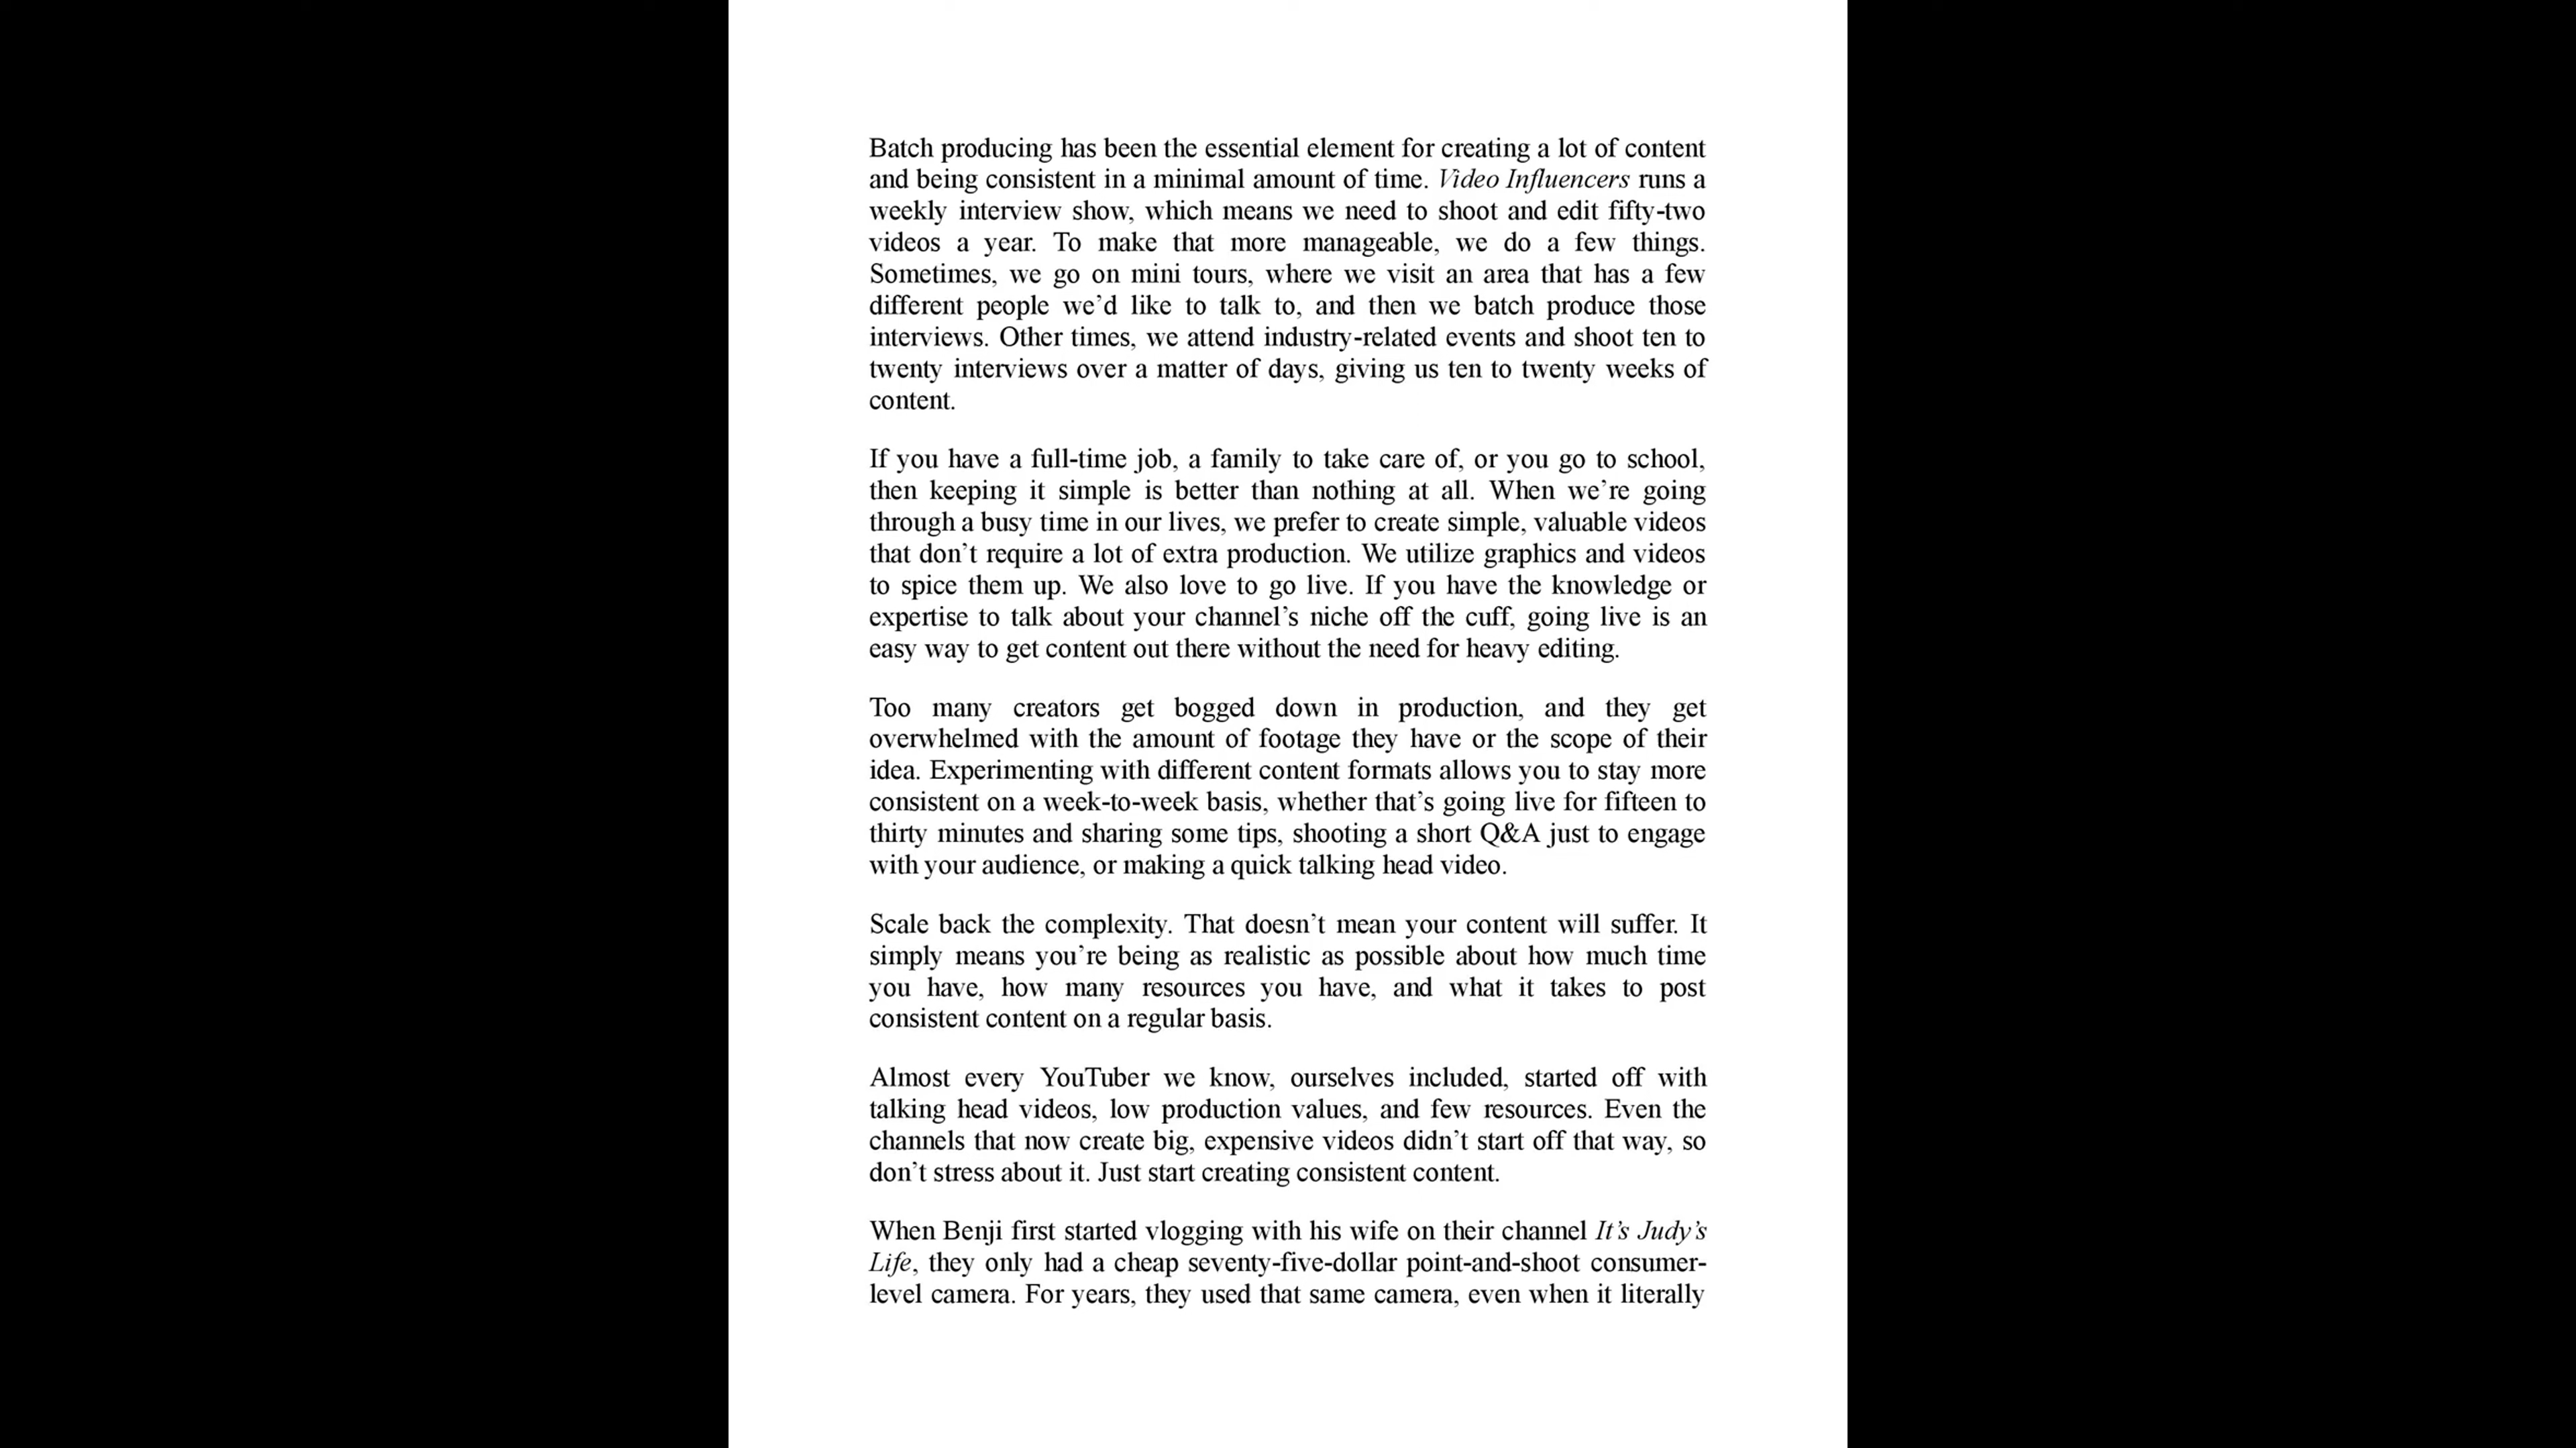 Batch producing has been the essential element for creating a lot of content
and being consistent in a minimal amount of time. Video Influencers runs a
weekly interview show, which means we need to shoot and edit fifty-two
videos a year. To make that more manageable, we do a few things.
Sometimes, we go on mini tours, where we visit an area that has a few
different people we’d like to talk to, and then we batch produce those
interviews. Other times, we attend industry-related events and shoot ten to
twenty interviews over a matter of days, giving us ten to twenty weeks of
content.
If you have a full-time job, a family to take care of, or you go to school,
then keeping it simple is better than nothing at all. When we’re going
through a busy time in our lives, we prefer to create simple, valuable videos
that don’t require a lot of extra production. We utilize graphics and videos
to spice them up. We also love to go live. If you have the knowledge or
expertise to talk about your channel’s niche off the cuff, going live is an
easy way to get content out there without the need for heavy editing.
Too many creators get bogged down in production, and they get
overwhelmed with the amount of footage they have or the scope of their
idea. Experimenting with different content formats allows you to stay more
consistent on a week-to-week basis, whether that’s going live for fifteen to
thirty minutes and sharing some tips, shooting a short Q&A just to engage
with your audience, or making a quick talking head video.
Scale back the complexity. That doesn’t mean your content will suffer. It
simply means you’re being as realistic as possible about how much time
you have, how many resources you have, and what it takes to post
consistent content on a regular basis.
Almost every YouTuber we know, ourselves included, started off with
talking head videos, low production values, and few resources. Even the
channels that now create big, expensive videos didn’t start off that way, so
don’t stress about it. Just start creating consistent content.
When Benji first started vlogging with his wife on their channel It’s Judy’s
Life, they only had a cheap seventy-five-dollar point-and-shoot consumer-
level camera. For years, they used that same camera, even when it literally